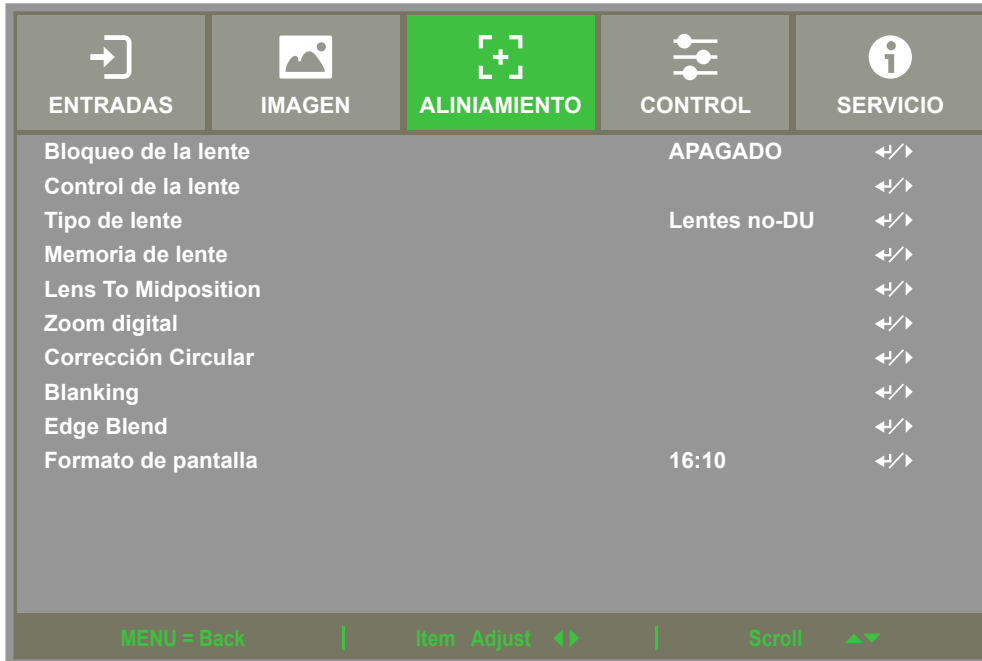 ENTRADAS IMAGEN ALINIAMIENTO CONTROL SERVICIO
Bloqueo de la lente APAGADO
Control de la lente
Tipo de lente Lentes no-DU
Memoria de lente
Lens To Midposition
Zoom digital
Corrección Circular
Blanking
Edge Blend
Formato de pantalla 16:10
MENU = Back | Item Adjust | Scroll